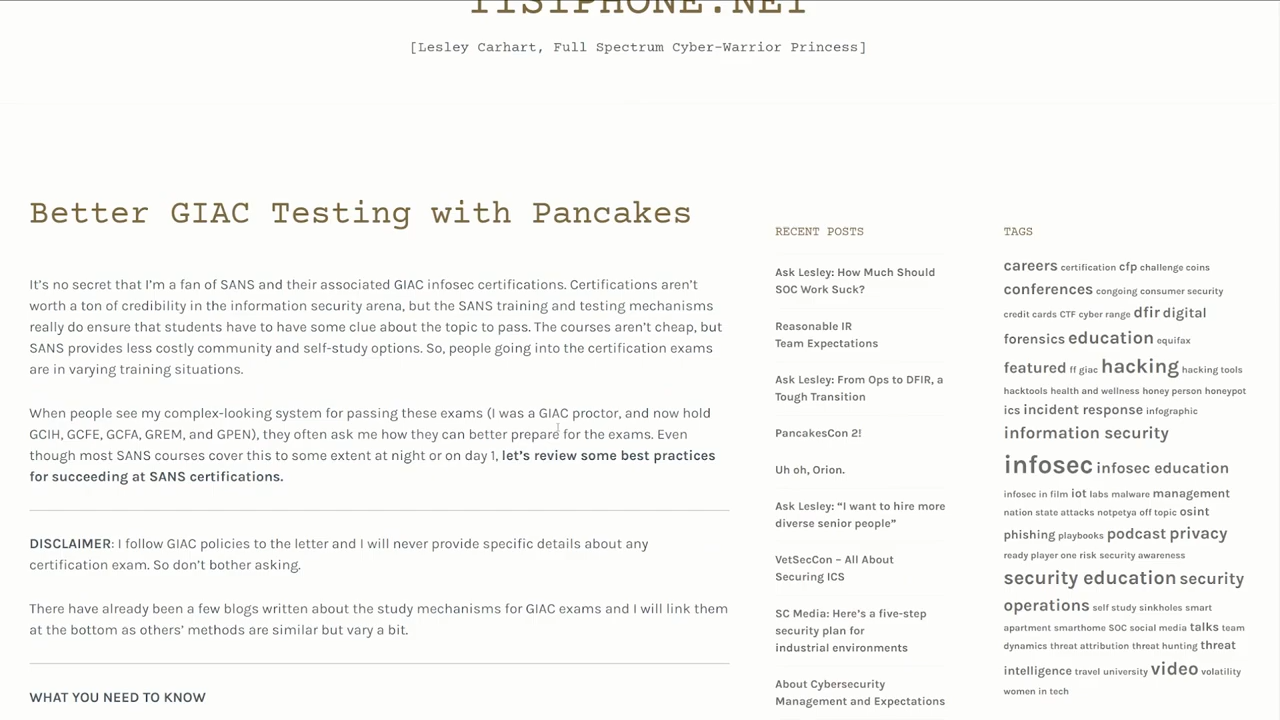 TISIPHONE.NET
[Lesley Carhart, Full Spectrum Cyber-Warrior Princess]
Better GIAC Testing with Pancakes
It's no secret that I'm a fan of SANS and their associated GIAC infosec certifications. Certifications aren't
worth a ton of credibility in the information security arena, but the SANS training and testing mechanisms
really do ensure that students have to have some clue about the topic to pass. The courses aren't cheap, but
SANS provides less costly community and self-study options. So, people going into the certification exams
are in varying training situations.
When people see my complex-looking system for passing these exams (I was a GIAC proctor, and now hold
GCIH, GCFE, GCFA, GREM, and GPEN), they often ask me how they can better prepare for the exams. Even
though most SANS courses cover this to some extent at night or on day 1, let's review some best practices
for succeeding at SANS certifications.
DISCLAIMER: I follow GIAC policies to the letter and I will never provide specific details about any
certification exam. So don't bother asking.
There have already been a few blogs written about the study mechanisms for GIAC exams and I will link them
at the bottom as others' methods are similar but vary a bit.
WHAT YOU NEED TO KNOW
RECENT POSTS
Ask Lesley: How Much Should
SOC Work Suck?
Reasonable IR
Team Expectations
Ask Lesley: From Ops to DFIR, a
Tough Transition
PancakesCon 2!
Uh oh, Orion.
Ask Lesley: “I want to hire more
diverse senior people”
VetSecCon – All About
Securing ICS
SC Media: Here's a five-step
security plan for
industrial environments
About Cybersecurity
Management and Expectations
TAGS
careers certification cfp challenge coins
conferences congoing consumer security
credit cards CTF cyber range dfir digital
forensics education equifax
featured ff giac hacking hacking tools
hacktools health and wellness honey person honeypot
ics incident response infographic
information security
infosec infosec education
infosec in film iot labs malware management
nation state attacks notpetya off topic osint
phishing playbooks podcast privacy
ready player one risk security awareness
security education security
operations self study sinkholes smart
apartment smarthome SOC social media talks team
dynamics threat attribution threat hunting threat
intelligence travel university video volatility
women in tech